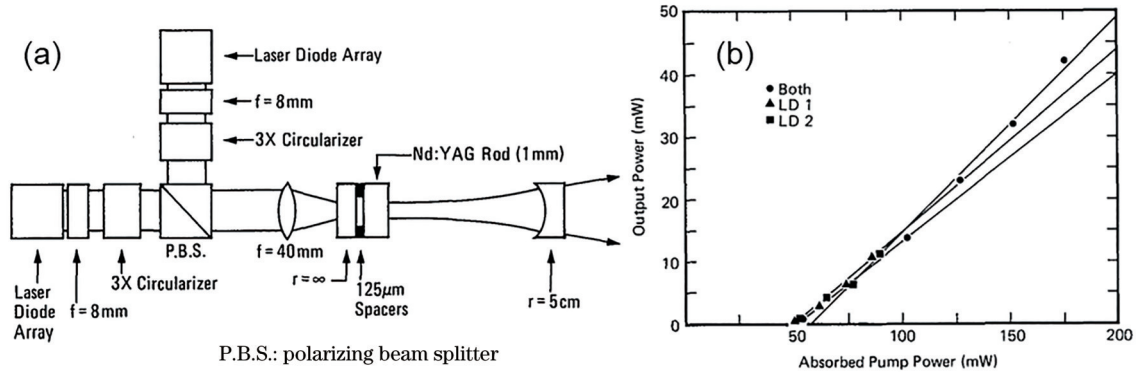 (a)
Laser Diode Array
f = 8mm
3X Circularizer
Nd:YAG Rod (1mm)
P.B.S.
f = 40mm
3X Circularizer
r = ∞
125μm
Spacers
r = 5cm
Laser
Diode
Array
f = 8mm
P.B.S.: polarizing beam splitter
(b)
Both
LD 1
LD 2
Output Power (mW)
50
40
30
20
10
0
0
50
100
150
200
Absorbed Pump Power (mW)